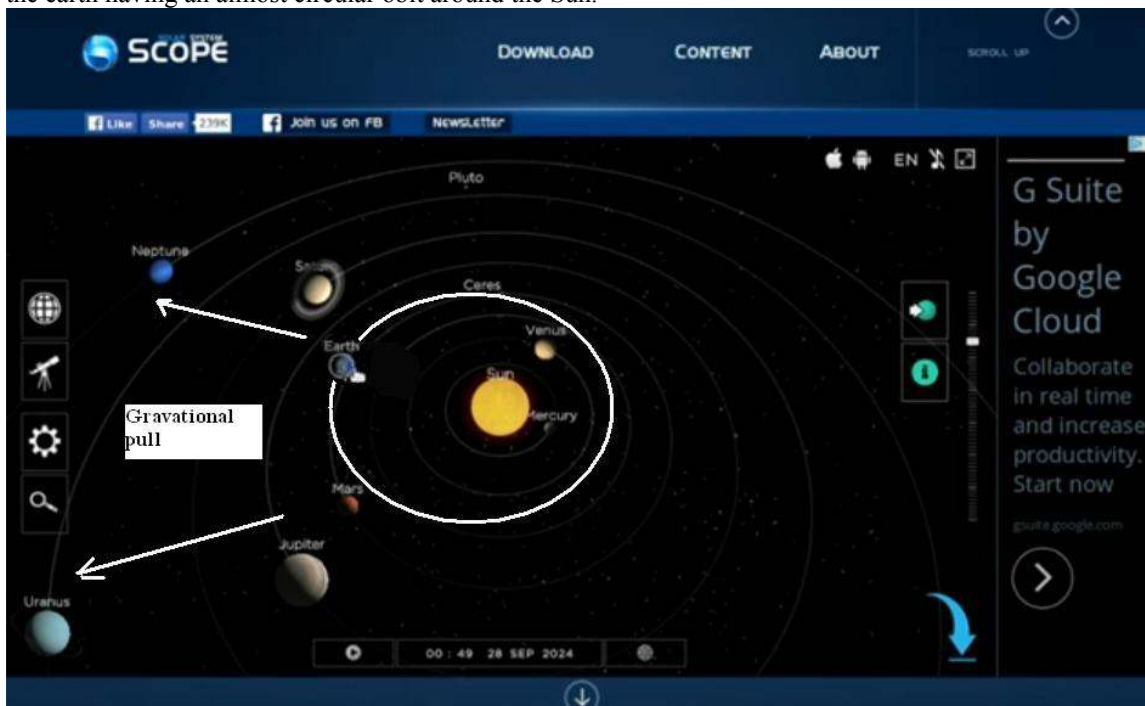 the earth having an almost circular obit around the Sun.
SOLAR SYSTEM
SCOPE
DOWNLOAD
CONTENT
ABOUT
SCROLL UP
Like
Share
239K
Join us on FB
NEWSLETTER
EN
Pluto
Neptune
Ceres
Earth
Venus
Sun
Mercury
Gravational
pull
Mars
Jupiter
Uranus
00 : 49 28 SEP 2024
G Suite
by
Google
Cloud
Collaborate
in real time
and increase
productivity.
Start now
gsuite.google.com